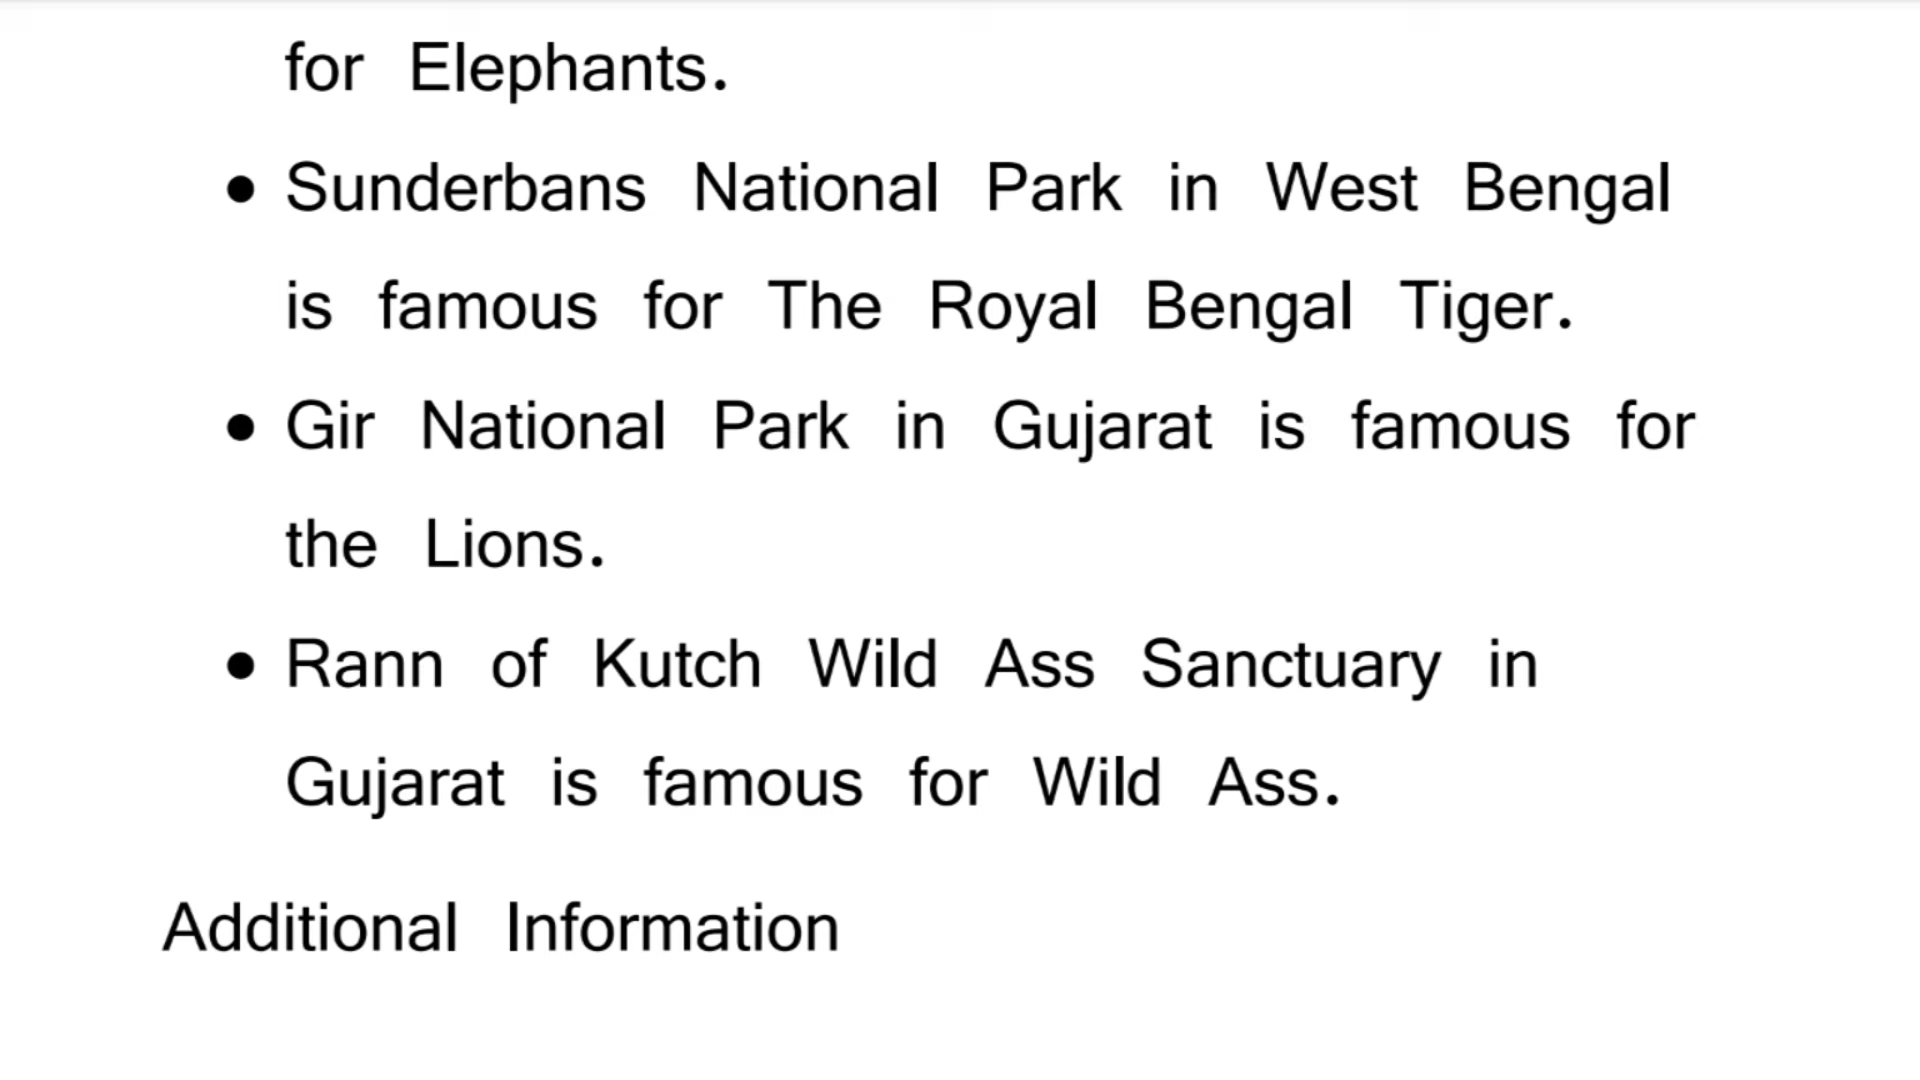 for Elephants.
• Sunderbans National Park in West Bengal
is famous for The Royal Bengal Tiger.
• Gir National Park in Gujarat is famous for
the Lions.
• Rann of Kutch Wild Ass Sanctuary in
Gujarat is famous for Wild Ass.
Additional Information